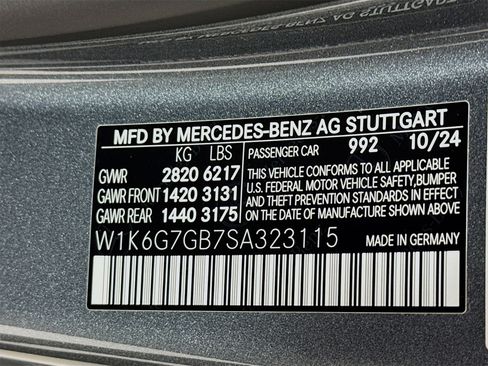 MFD BY MERCEDES-BENZ AG STUTTGART
KG LBS
PASSENGER CAR 992 10/24
GVWR 2820 6217
GAWR FRONT 1420 3131
GAWR REAR 1440 3175
THIS VEHICLE CONFORMS TO ALL APPLICABLE
U.S. FEDERAL MOTOR VEHICLE SAFETY,BUMPER
AND THEFT PREVENTION STANDARDS IN EFFECT
ON THE DATE OF MANUFACTURE SHOWN ABOVE.
W1K6G7GB7SA323115 MADE IN GERMANY